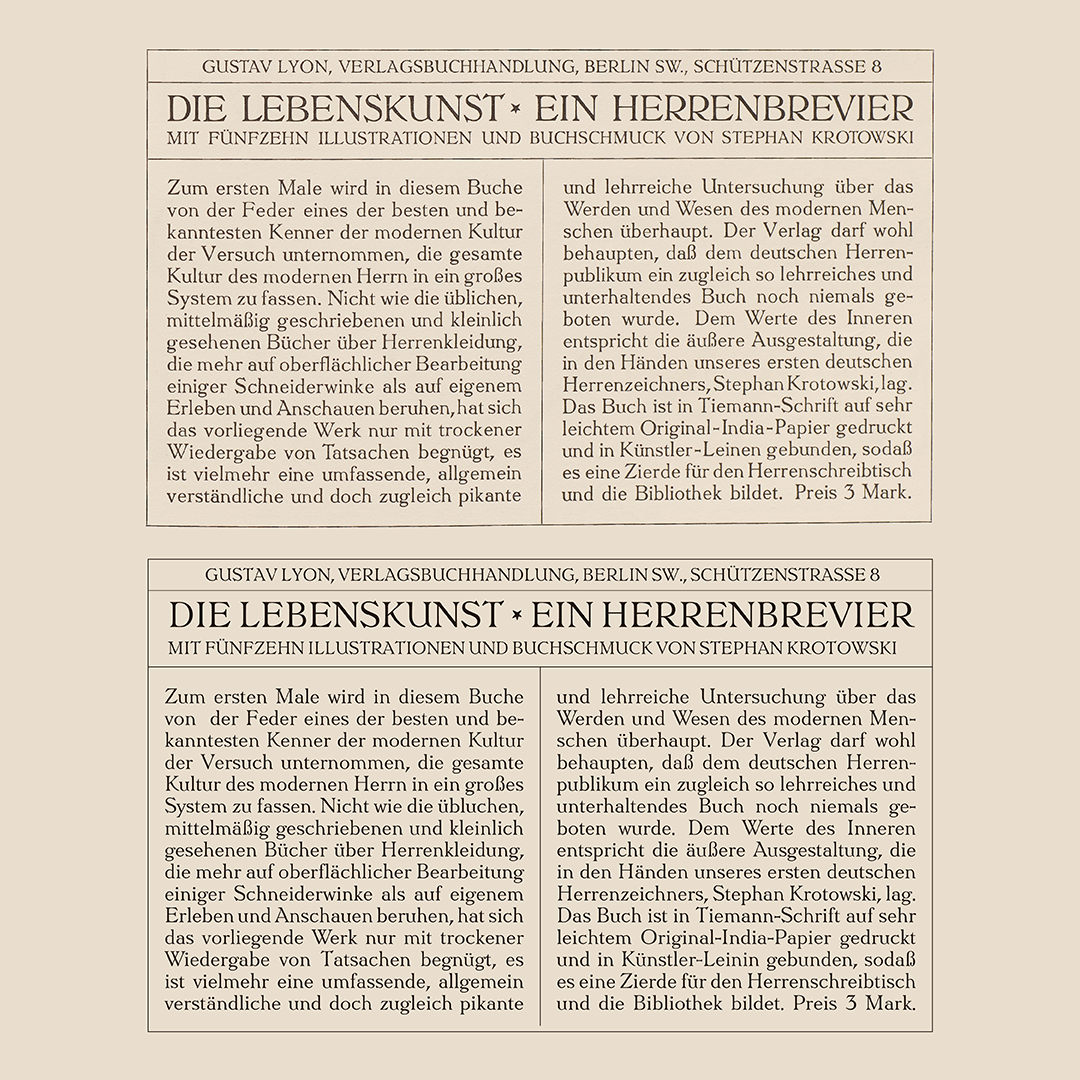 GUSTAV LYON, VERLAGSBUCHHANDLUNG, BERLIN SW., SCHÜTZENSTRASSE 8
DIE LEBENSKUNST ★ EIN HERRENBREVIER
MIT FÜNFZEHN ILLUSTRATIONEN UND BUCHSCHMUCK VON STEPHAN KROTOWSKI
Zum ersten Male wird in diesem Buche
von der Feder eines der besten und be-
kanntesten Kenner der modernen Kultur
der Versuch unternommen, die gesamte
Kultur des modernen Herrn in ein großes
System zu fassen. Nicht wie die üblichen,
mittelmäßig geschriebenen und kleinlich
gesehenen Bücher über Herrenkleidung,
die mehr auf oberflächlicher Bearbeitung
einiger Schneiderwinke als auf eigenem
Erleben und Anschauen beruhen, hat sich
das vorliegende Werk nur mit trockener
Wiedergabe von Tatsachen begnügt, es
ist vielmehr eine umfassende, allgemein
verständliche und doch zugleich pikante
und lehrreiche Untersuchung über das
Werden und Wesen des modernen Men-
schen überhaupt. Der Verlag darf wohl
behaupten, daß dem deutschen Herren-
publikum ein zugleich so lehrreiches und
unterhaltendes Buch noch niemals ge-
boten wurde. Dem Werte des Inneren
entspricht die äußere Ausgestaltung, die
in den Händen unseres ersten deutschen
Herrenzeichners, Stephan Krotowski, lag.
Das Buch ist in Tiemann-Schrift auf sehr
leichtem Original-India-Papier gedruckt
und in Künstler-Leinen gebunden, sodaß
es eine Zierde für den Herrenschreibtisch
und die Bibliothek bildet. Preis 3 Mark.
GUSTAV LYON, VERLAGSBUCHHANDLUNG, BERLIN SW., SCHÜTZENSTRASSE 8
DIE LEBENSKUNST ★ EIN HERRENBREVIER
MIT FÜNFZEHN ILLUSTRATIONEN UND BUCHSCHMUCK VON STEPHAN KROTOWSKI
Zum ersten Male wird in diesem Buche
von der Feder eines der besten und be-
kanntesten Kenner der modernen Kultur
der Versuch unternommen, die gesamte
Kultur des modernen Herrn in ein großes
System zu fassen. Nicht wie die übluchen,
mittelmäßig geschriebenen und kleinlich
gesehenen Bücher über Herrenkleidung,
die mehr auf oberflächlicher Bearbeitung
einiger Schneiderwinke als auf eigenem
Erleben und Anschauen beruhen, hat sich
das vorliegende Werk nur mit trockener
Wiedergabe von Tatsachen begnügt, es
ist vielmehr eine umfassende, allgemein
verständliche und doch zugleich pikante
und lehrreiche Untersuchung über das
Werden und Wesen des modernen Men-
schen überhaupt. Der Verlag darf wohl
behaupten, daß dem deutschen Herren-
publikum ein zugleich so lehrreiches und
unterhaltendes Buch noch niemals ge-
boten wurde. Dem Werte des Inneren
entspricht die äußere Ausgestaltung, die
in den Händen unseres ersten deutschen
Herrenzeichners, Stephan Krotowski, lag.
Das Buch ist in Tiemann-Schrift auf sehr
leichtem Original-India-Papier gedruckt
und in Künstler-Leinin gebunden, sodaß
es eine Zierde für den Herrenschreibtisch
und die Bibliothek bildet. Preis 3 Mark.